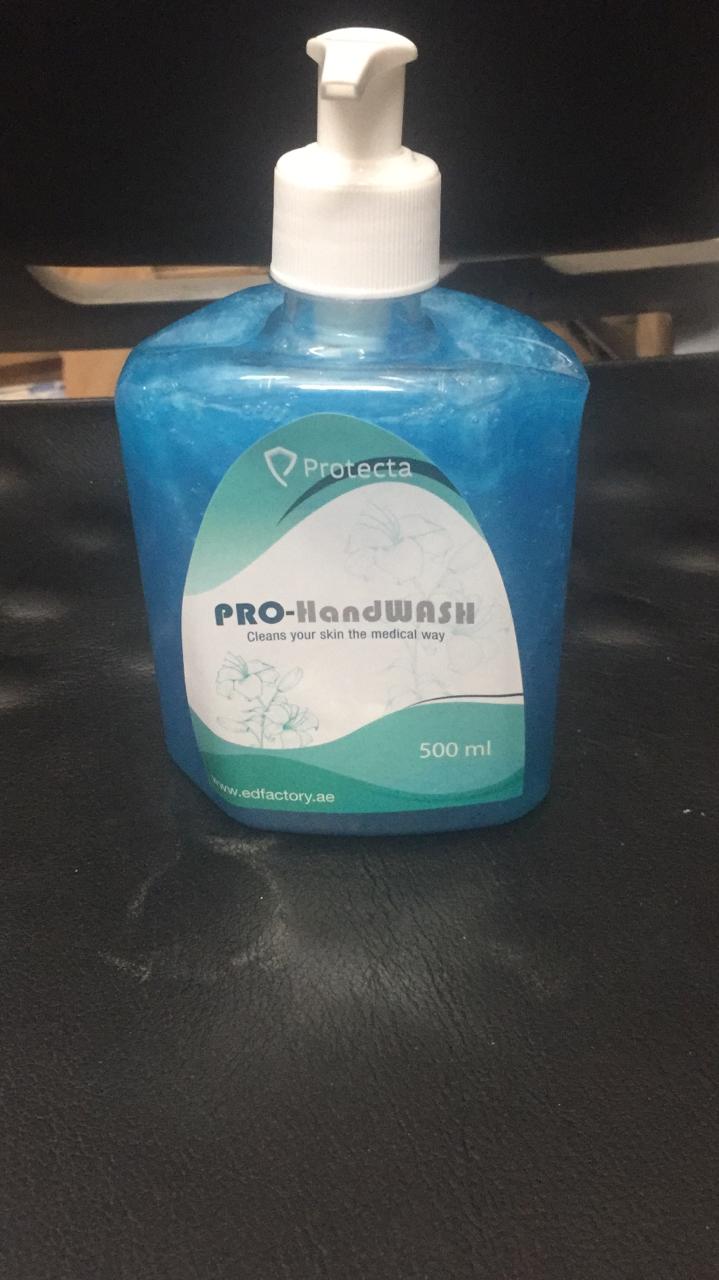 Protecta
PRO-HandWASH
Cleans your skin the medical way
500 ml
www.edfactory.ae